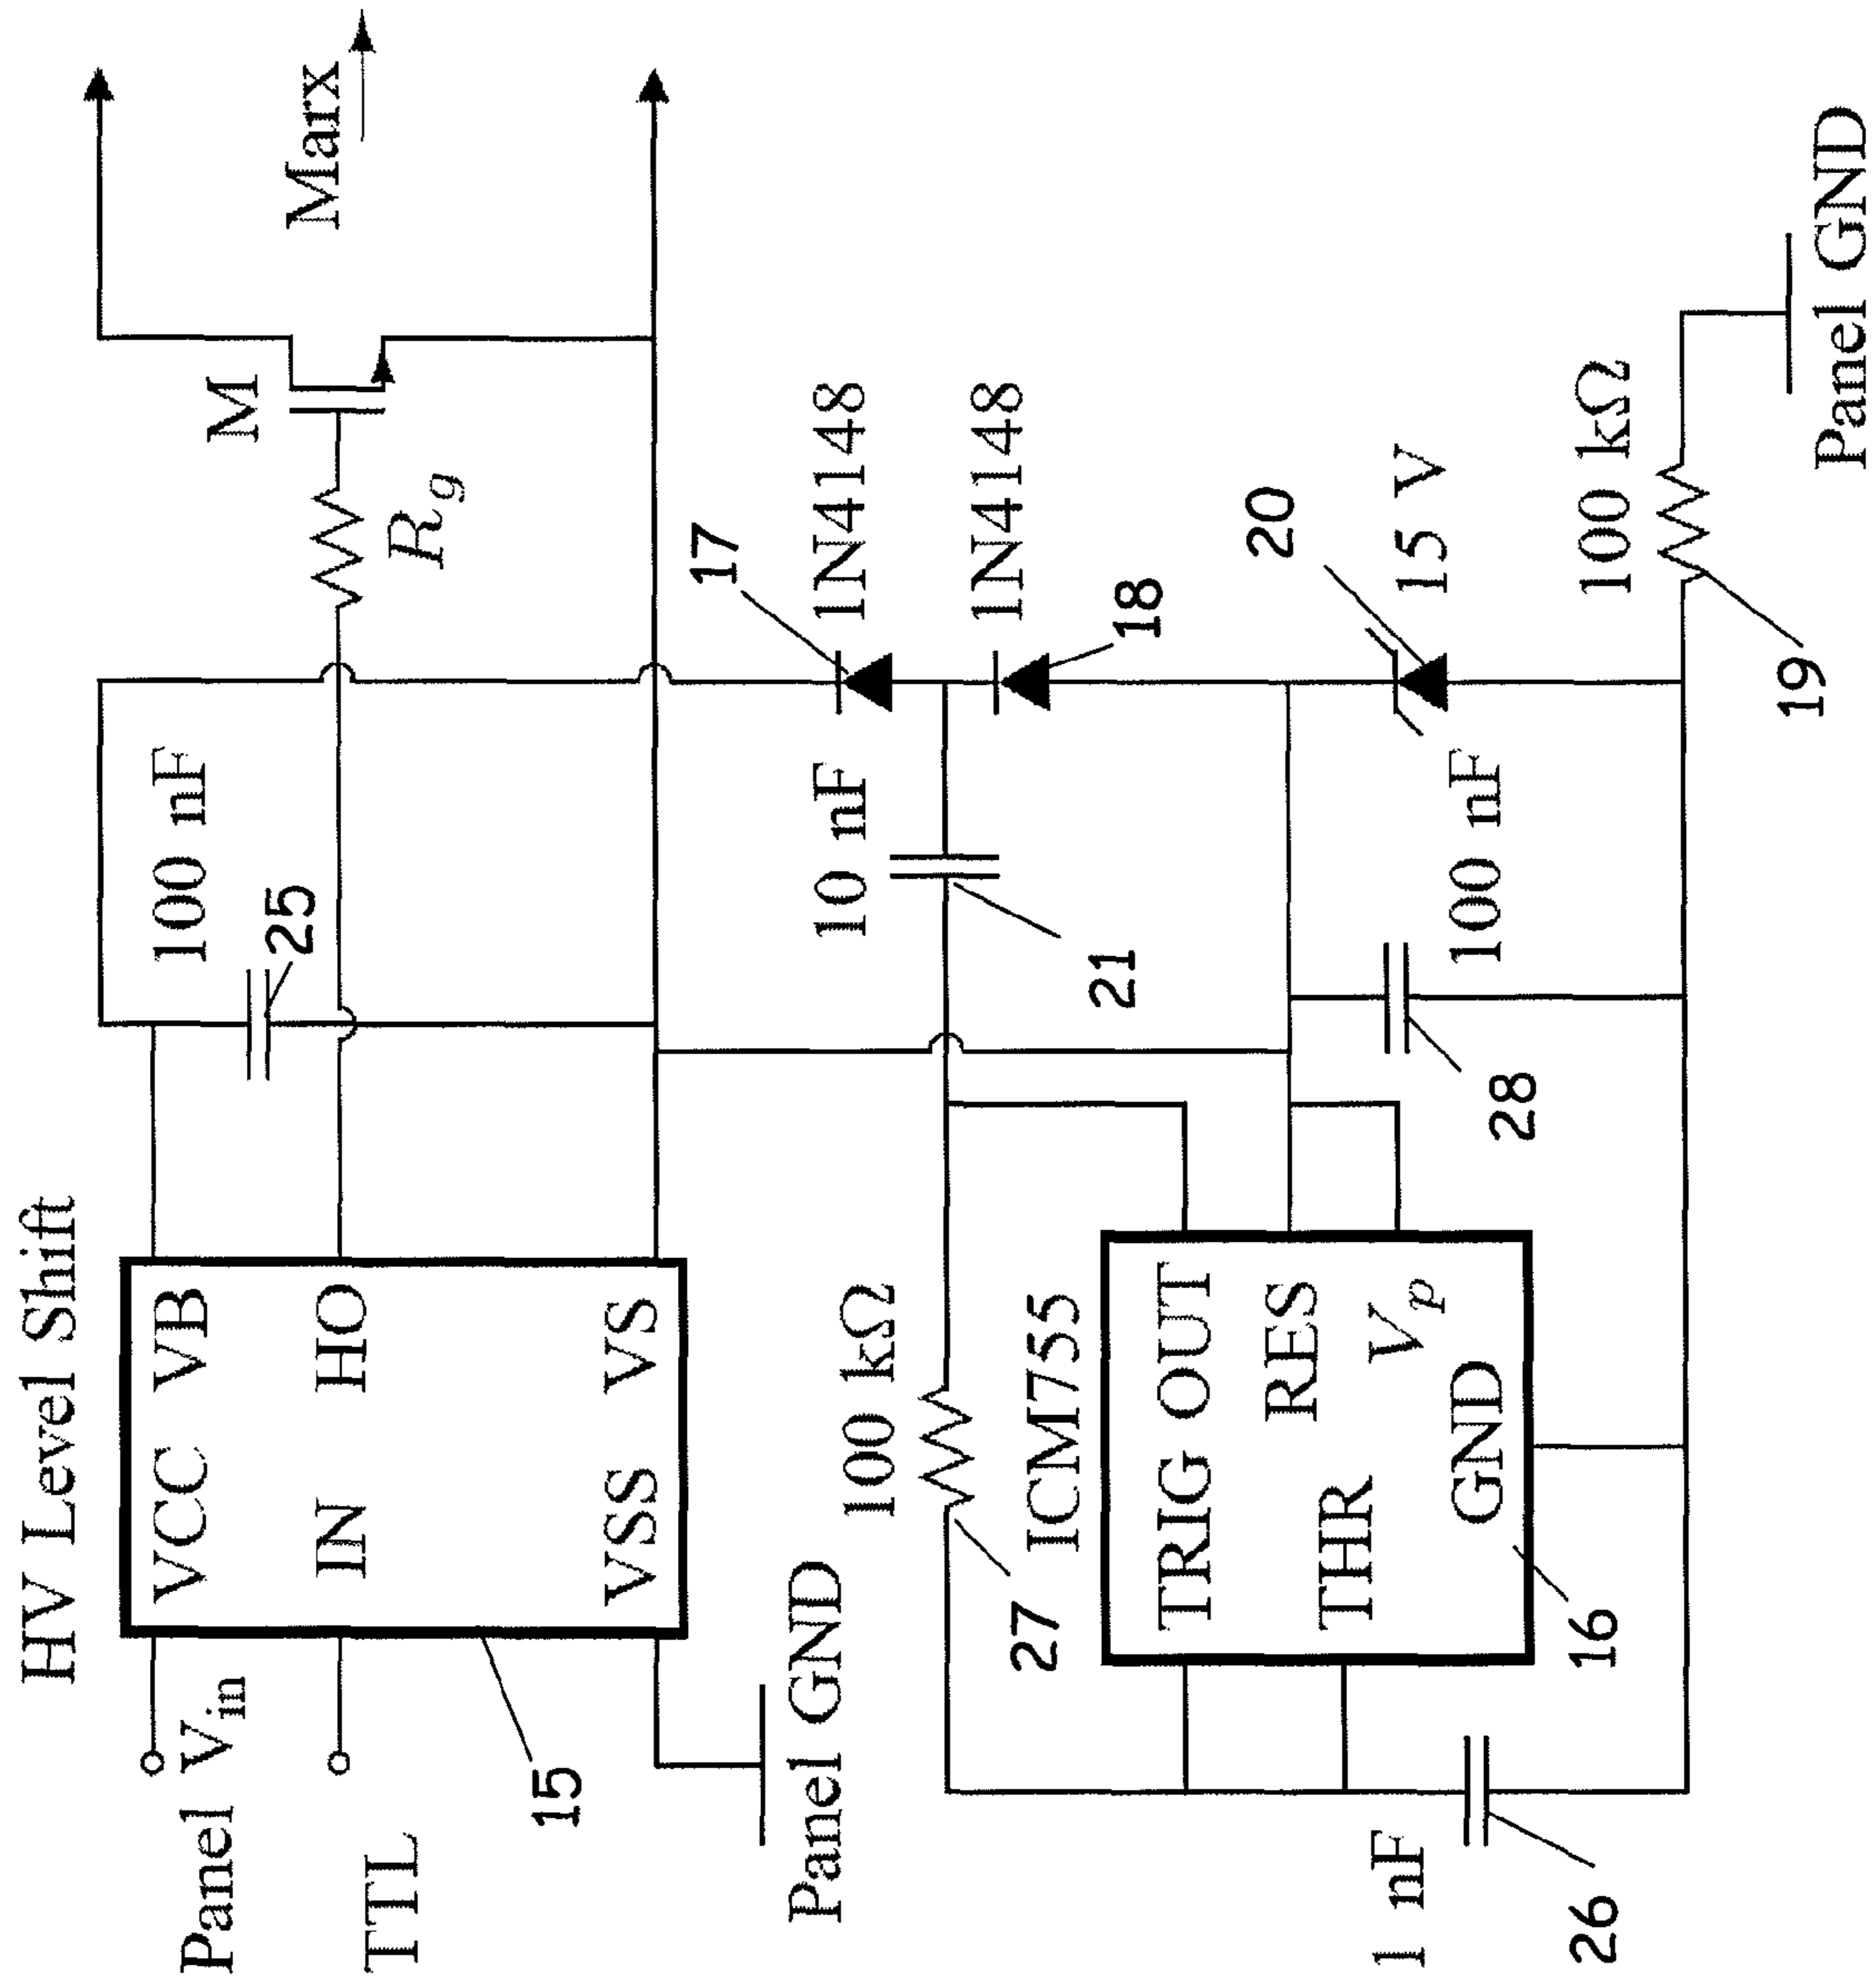 HV Level Shift
Panel Vin
TTL
VCC VB
IN HO
VSS VS
15
Panel GND
100 nF
25
Rg
M
Marx
17
1N4148
10 nF
21
1N4148
18
100 kΩ
27
ICM755
TRIG OUT
RES
THR
Vp
GND
16
20
15 V
100 nF
28
100 kΩ
19
1 nF
26
Panel GND